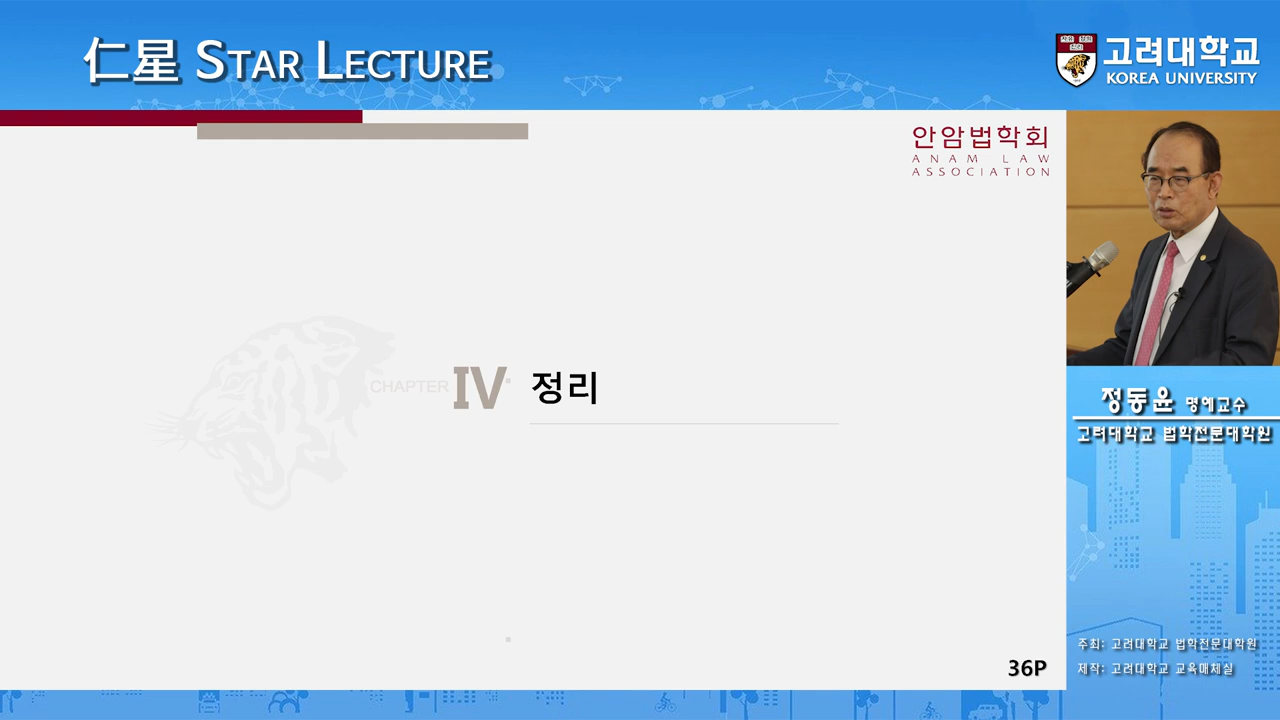 仁星 STAR LECTURE
고려대학교
KOREA UNIVERSITY
안암법학회
ANAM LAW
ASSOCIATION
CHAPTER IV 정리
정동윤 명예교수
고려대학교 법학전문대학원
주최: 고려대학교 법학전문대학원
제작: 고려대학교 교육매체실
36P